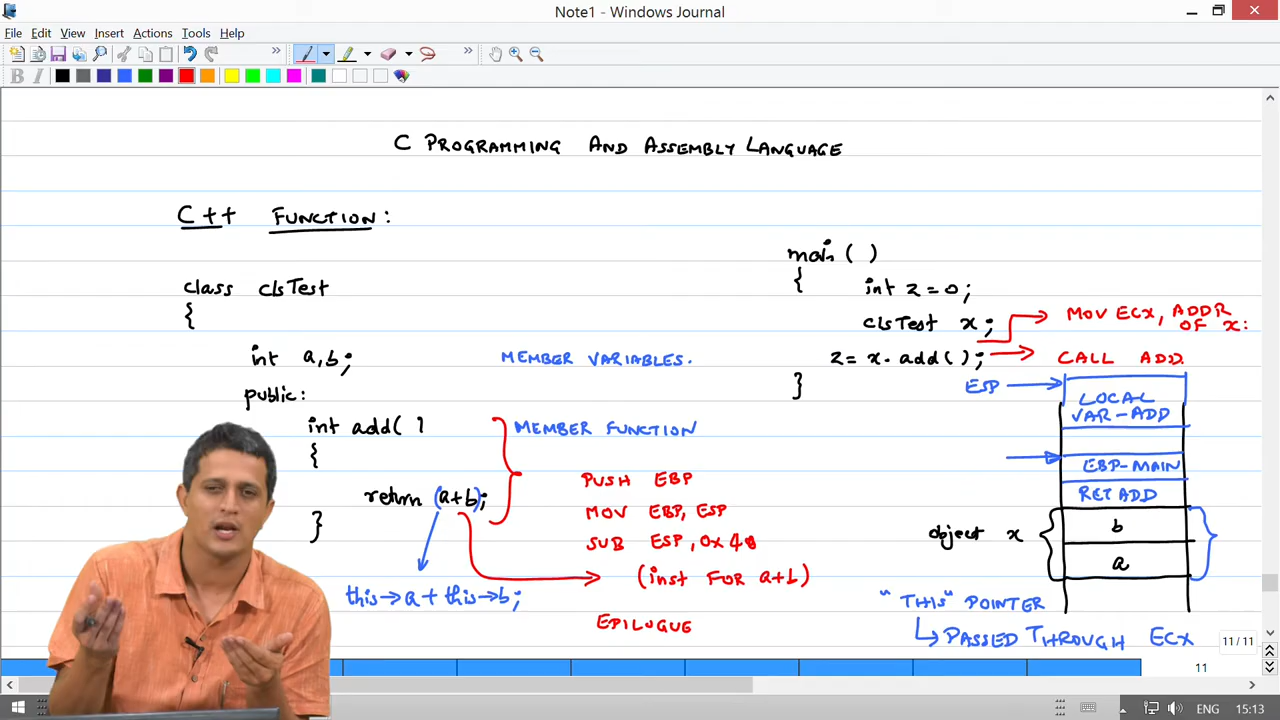 Note1 - Windows Journal
File Edit View Insert Actions Tools Help
C PROGRAMMING AND ASSEMBLY LANGUAGE
C++ FUNCTION:
class clsTest
{
int a,b;
MEMBER VARIABLES.
public:
int add( )
MEMBER FUNCTION
{
return (a+b);
}
this→a + this→b;
PUSH EBP
MOV EBP, ESP
SUB ESP, 0x40
(inst FOR a+b)
EPILOGUE
main ( )
{
int z=0;
clsTest x;
MOV ECX, ADDR OF X:
z= x. add( );
CALL ADD
}
ESP
LOCAL
VAR-ADD
EBP-MAIN
RET ADD
object x
b
a
"THIS" POINTER
PASSED THROUGH ECX
11/11
11
ENG 15:13